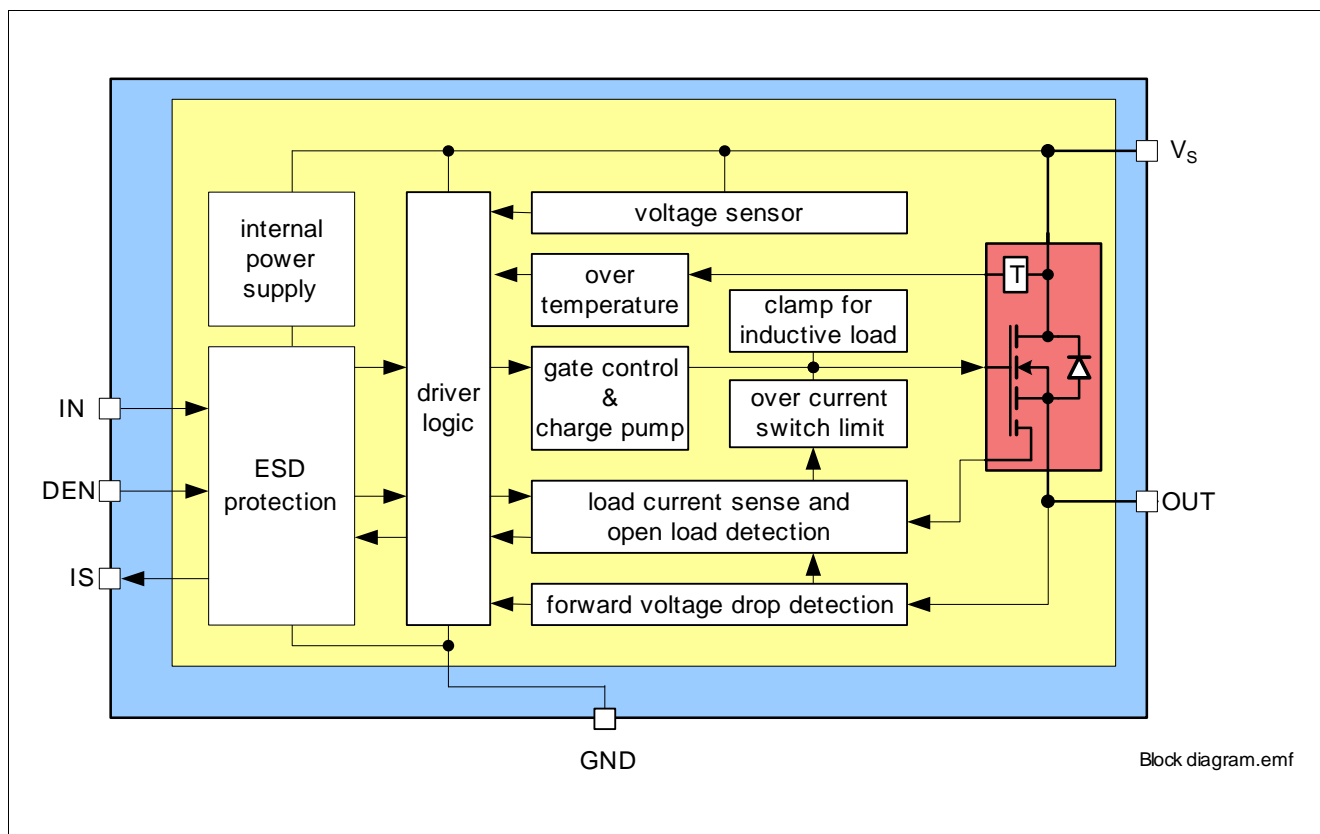 V_S
internal
power
supply
voltage sensor
over
temperature
T
clamp for
inductive load
driver
logic
gate control
&
charge pump
over current
switch limit
IN
DEN
IS
ESD
protection
load current sense and
open load detection
OUT
forward voltage drop detection
GND
Block diagram.emf